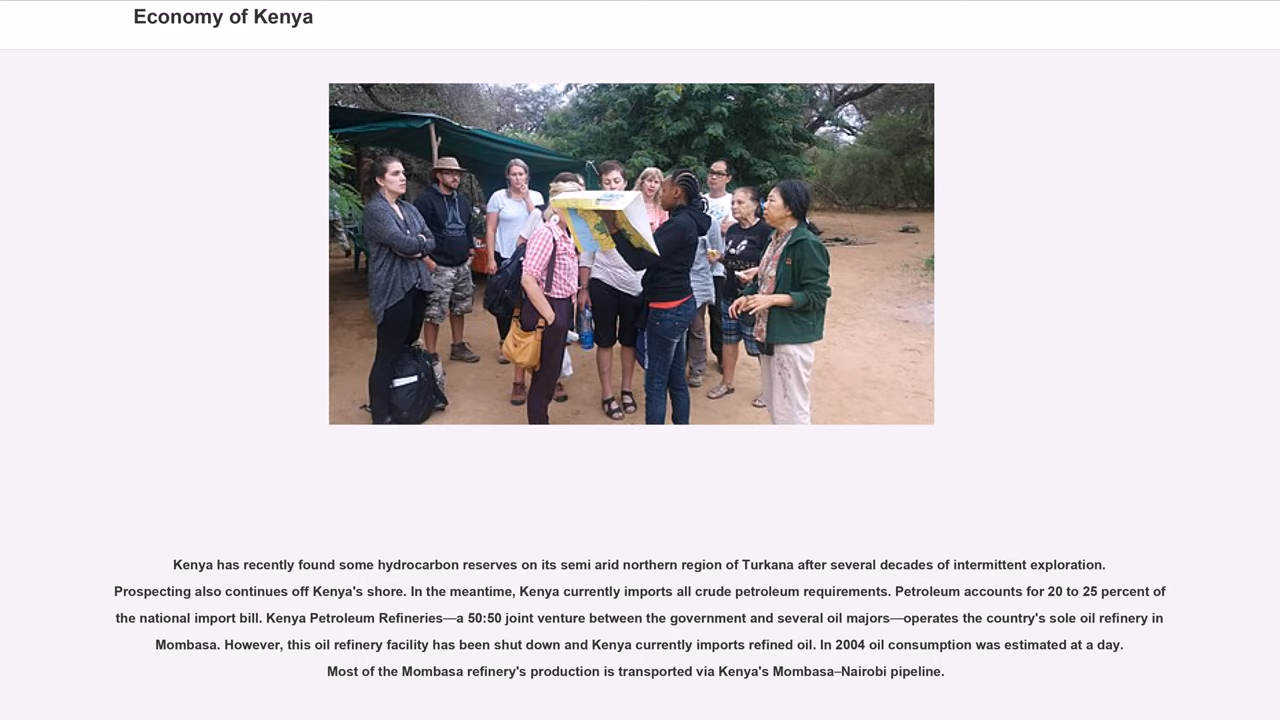 Economy of Kenya
Kenya has recently found some hydrocarbon reserves on its semi arid northern region of Turkana after several decades of intermittent exploration.
Prospecting also continues off Kenya's shore. In the meantime, Kenya currently imports all crude petroleum requirements. Petroleum accounts for 20 to 25 percent of
the national import bill. Kenya Petroleum Refineries—a 50:50 joint venture between the government and several oil majors—operates the country's sole oil refinery in
Mombasa. However, this oil refinery facility has been shut down and Kenya currently imports refined oil. In 2004 oil consumption was estimated at a day.
Most of the Mombasa refinery's production is transported via Kenya's Mombasa–Nairobi pipeline.